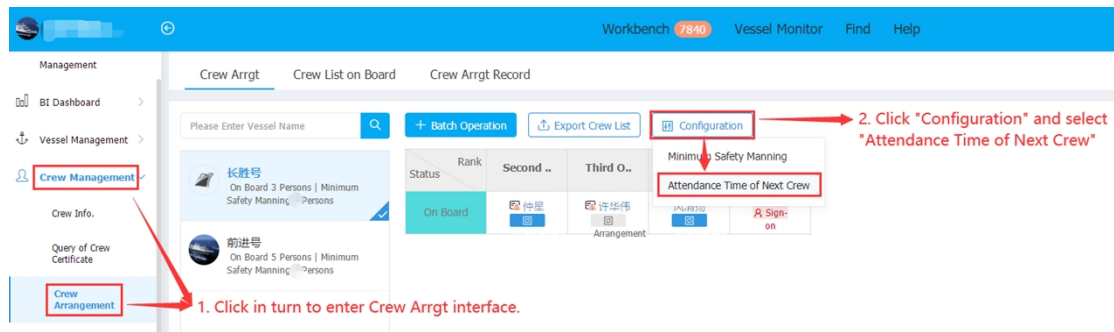 Workbench 7840 Vessel Monitor Find Help
Management
BI Dashboard
Vessel Management
Crew Management
Crew Info.
Query of Crew
Certificate
Crew
Arrangement
Crew Arrgt Crew List on Board Crew Arrgt Record
Please Enter Vessel Name
+ Batch Operation
Export Crew List
Configuration
Minimum Safety Manning
Attendance Time of Next Crew
2. Click "Configuration" and select
"Attendance Time of Next Crew"
长胜号
On Board 3 Persons | Minimum
Safety Manning Persons
前进号
On Board 5 Persons | Minimum
Safety Manning Persons
Rank
Status
Second ..
Third O..
On Board
仲星
许华伟
Arrangement
Sign-
on
1. Click in turn to enter Crew Arrgt interface.